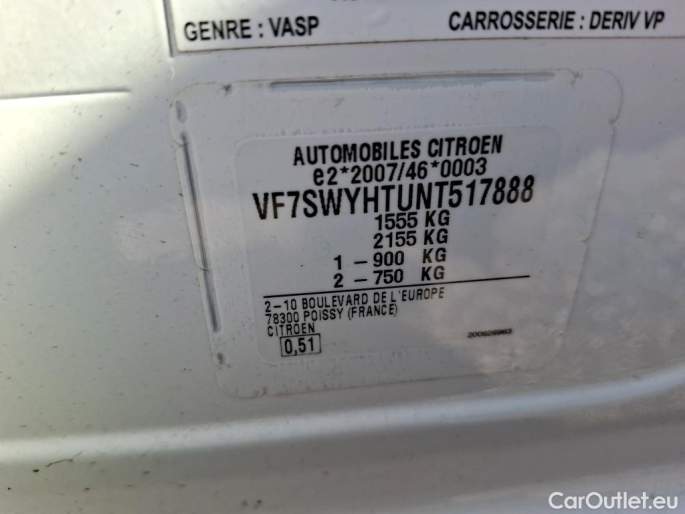 GENRE : VASP
CARROSSERIE : DERIV VP
AUTOMOBILES CITROEN
e2*2007/46*0003
VF7SWYHTUNT517888
1555 KG
2155 KG
1 – 900 KG
2 – 750 KG
2–10 BOULEVARD DE L'EUROPE
78300 POISSY (FRANCE)
CITROEN
0,51
CarOutlet.eu